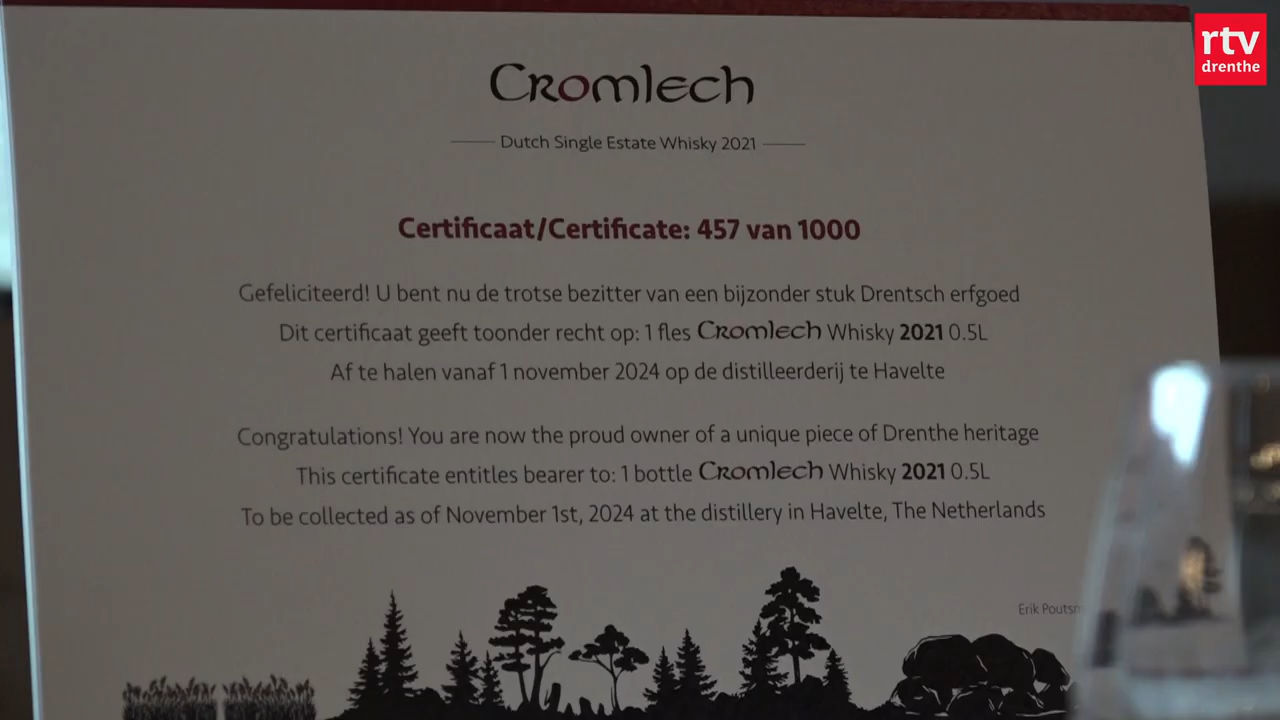 rtv
drenthe
Cromlech
Dutch Single Estate Whisky 2021
Certificaat/Certificate: 457 van 1000
Gefeliciteerd! U bent nu de trotse bezitter van een bijzonder stuk Drentsch erfgoed
Dit certificaat geeft toonder recht op: 1 fles Cromlech Whisky 2021 0.5L
Af te halen vanaf 1 november 2024 op de distilleerderij te Havelte
Congratulations! You are now the proud owner of a unique piece of Drenthe heritage
This certificate entitles bearer to: 1 bottle Cromlech Whisky 2021 0.5L
To be collected as of November 1st, 2024 at the distillery in Havelte, The Netherlands
Erik